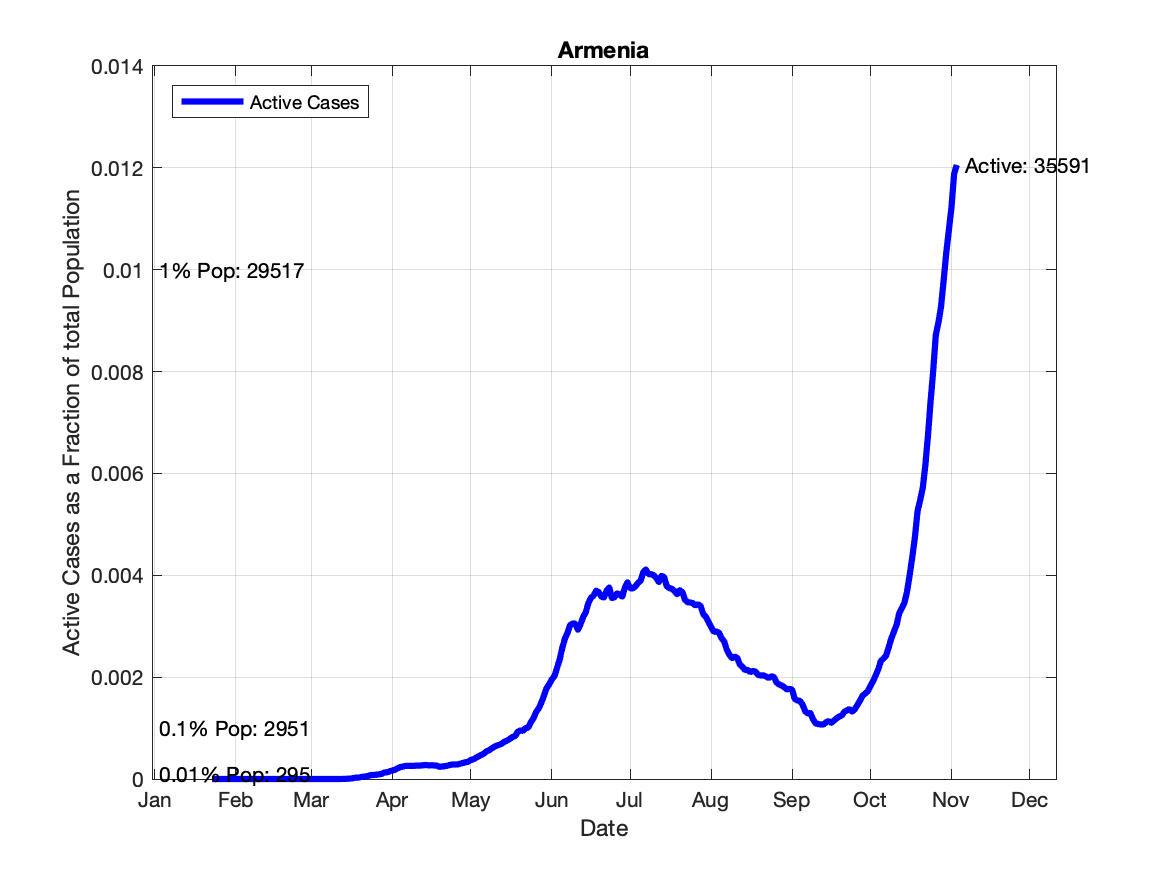 Armenia
0.014
Active Cases
0.012
Active: 35591
0.01
1% Pop: 29517
0.008
0.006
0.004
0.002
0.1% Pop: 2951
0
0.01% Pop: 295
Active Cases as a Fraction of total Population
Jan Feb Mar Apr May Jun Jul Aug Sep Oct Nov Dec
Date